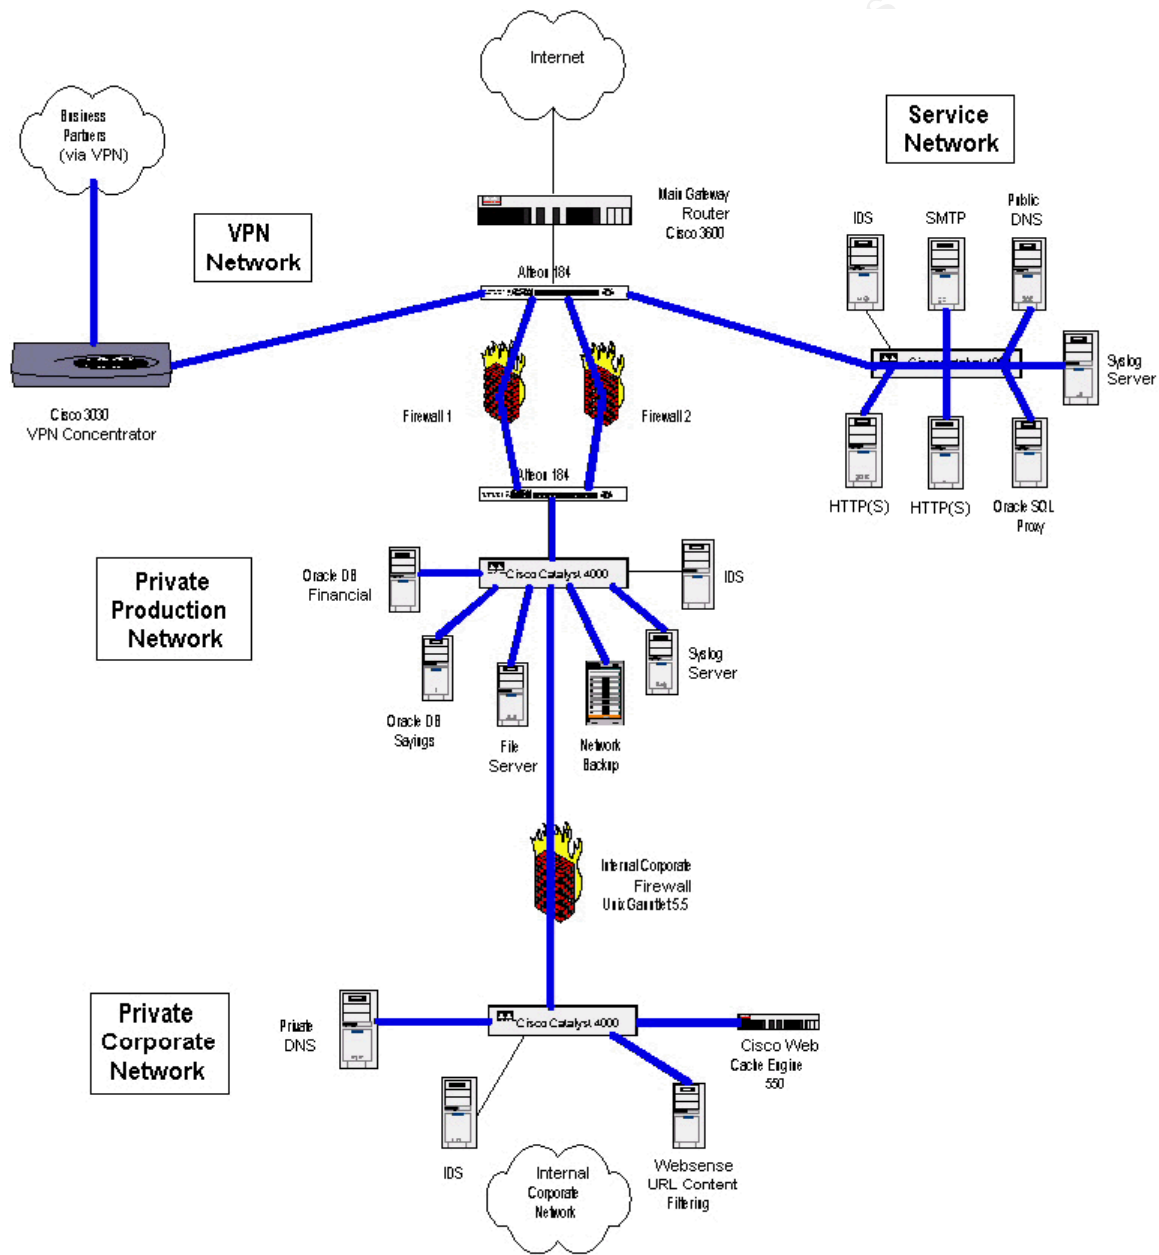 Internet
Business
Partners
(via VPN)
Service
Network
Main Gateway
Router
Cisco 3600
IDS
SMTP
Public
DNS
VPN
Network
Alteon 184
Cisco Catalyst 4000
Syslog
Server
Cisco 3030
VPN Concentrator
Firewall 1
Firewall 2
Alteon 184
HTTP(S)
HTTP(S)
Oracle SQL
Proxy
Private
Production
Network
Oracle DB
Financial
Cisco Catalyst 4000
IDS
Syslog
Server
Oracle DB
Savings
File
Server
Network
Backup
Internal Corporate
Firewall
Unix Gauntlet 5.5
Private
Corporate
Network
Private
DNS
Cisco Catalyst 4000
Cisco Web
Cache Engine
550
IDS
Websense
URL Content
Filtering
Internal
Corporate
Network